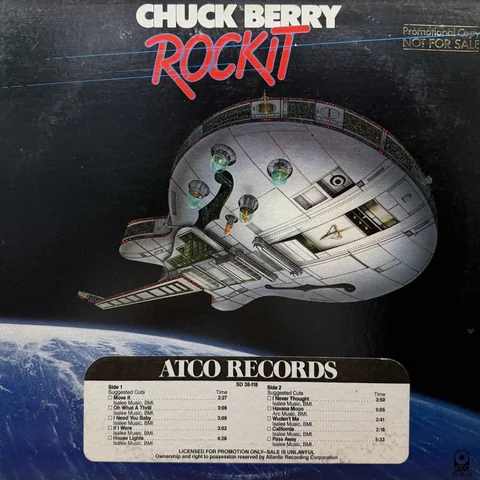 CHUCK BERRY
ROCKIT
Promotional Copy
NOT FOR SALE
ATCO RECORDS
SD 38-118
Side 1
Suggested Cuts Time
Move It 2:27
Isalee Music, BMI.
Oh What A Thrill 3:06
Isalee Music, BMI.
I Need You Baby 3:09
Isalee Music, BMI.
If I Were 3:02
Isalee Music, BMI.
House Lights 4:28
Isalee Music, BMI.
Side 2
Suggested Cuts Time
I Never Thought 3:50
Isalee Music, BMI.
Havana Moon 5:05
Arc Music, BMI.
Wuden't Me 2:41
Isalee Music, BMI.
California 2:16
Isalee Music, BMI.
Pass Away 5:33
Isalee Music, BMI.
LICENSED FOR PROMOTION ONLY—SALE IS UNLAWFUL
Ownership and right to possession reserved by Atlantic Recording Corporation